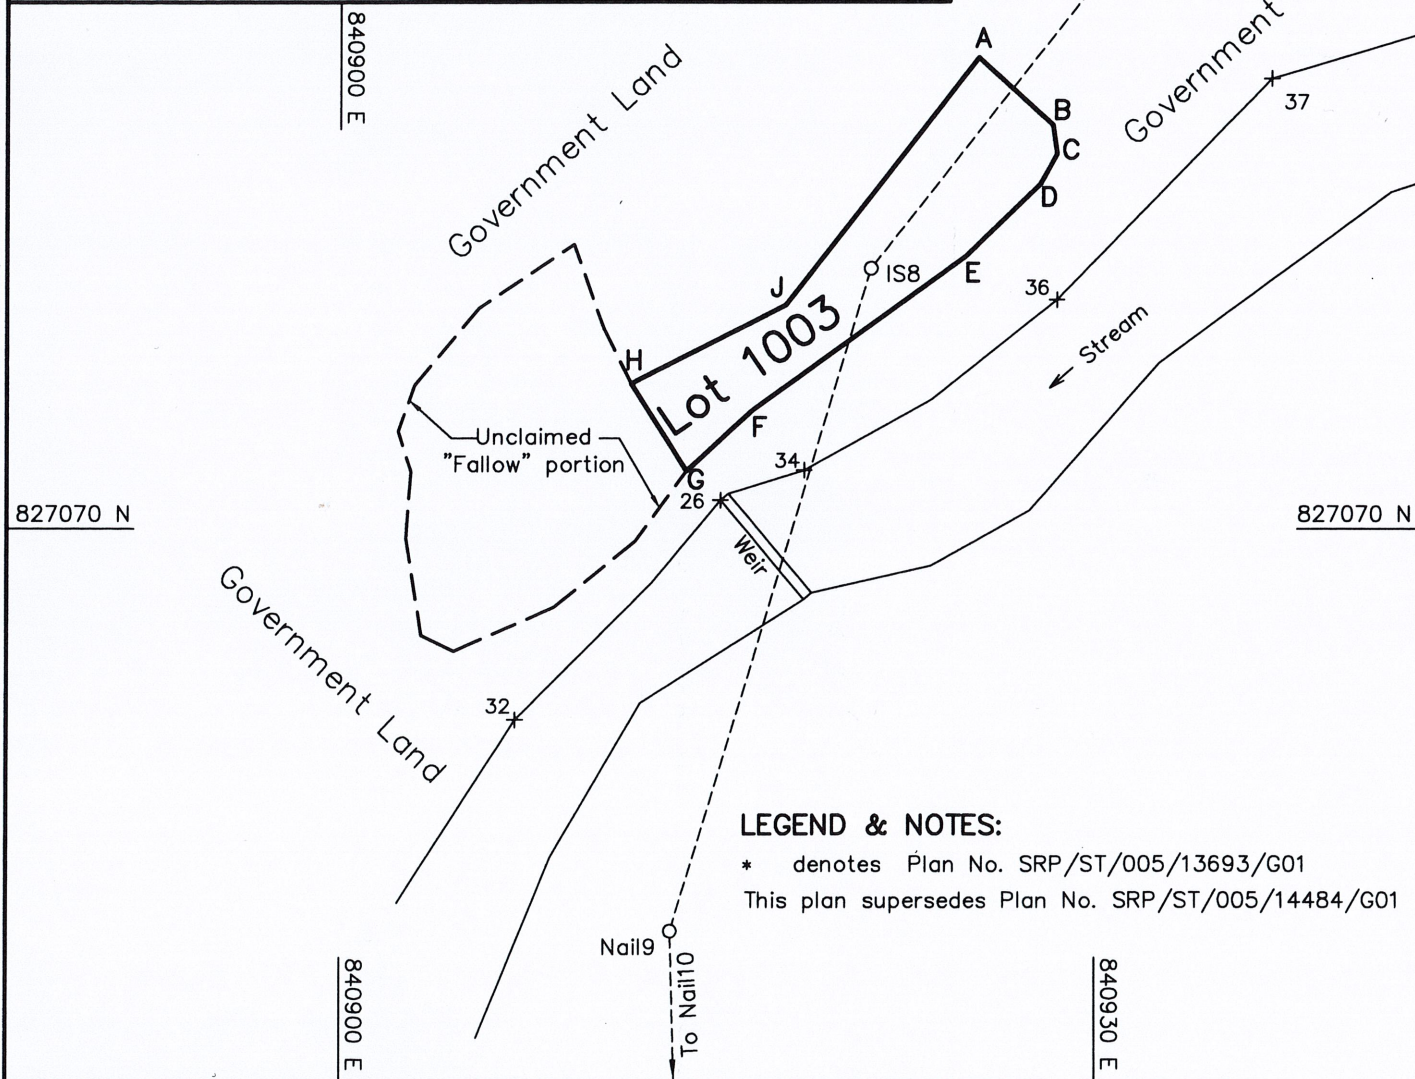 840900 E
Government Land
A
Government
B
37
C
D
E
IS8
J
36
Lot 1003
Stream
H
F
Unclaimed
"Fallow" portion
34
G
26
827070 N
827070 N
Weir
Government Land
32
LEGEND & NOTES:
* denotes Plan No. SRP/ST/005/13693/G01
This plan supersedes Plan No. SRP/ST/005/14484/G01
Nail9
To Nail10
840900 E
840930 E